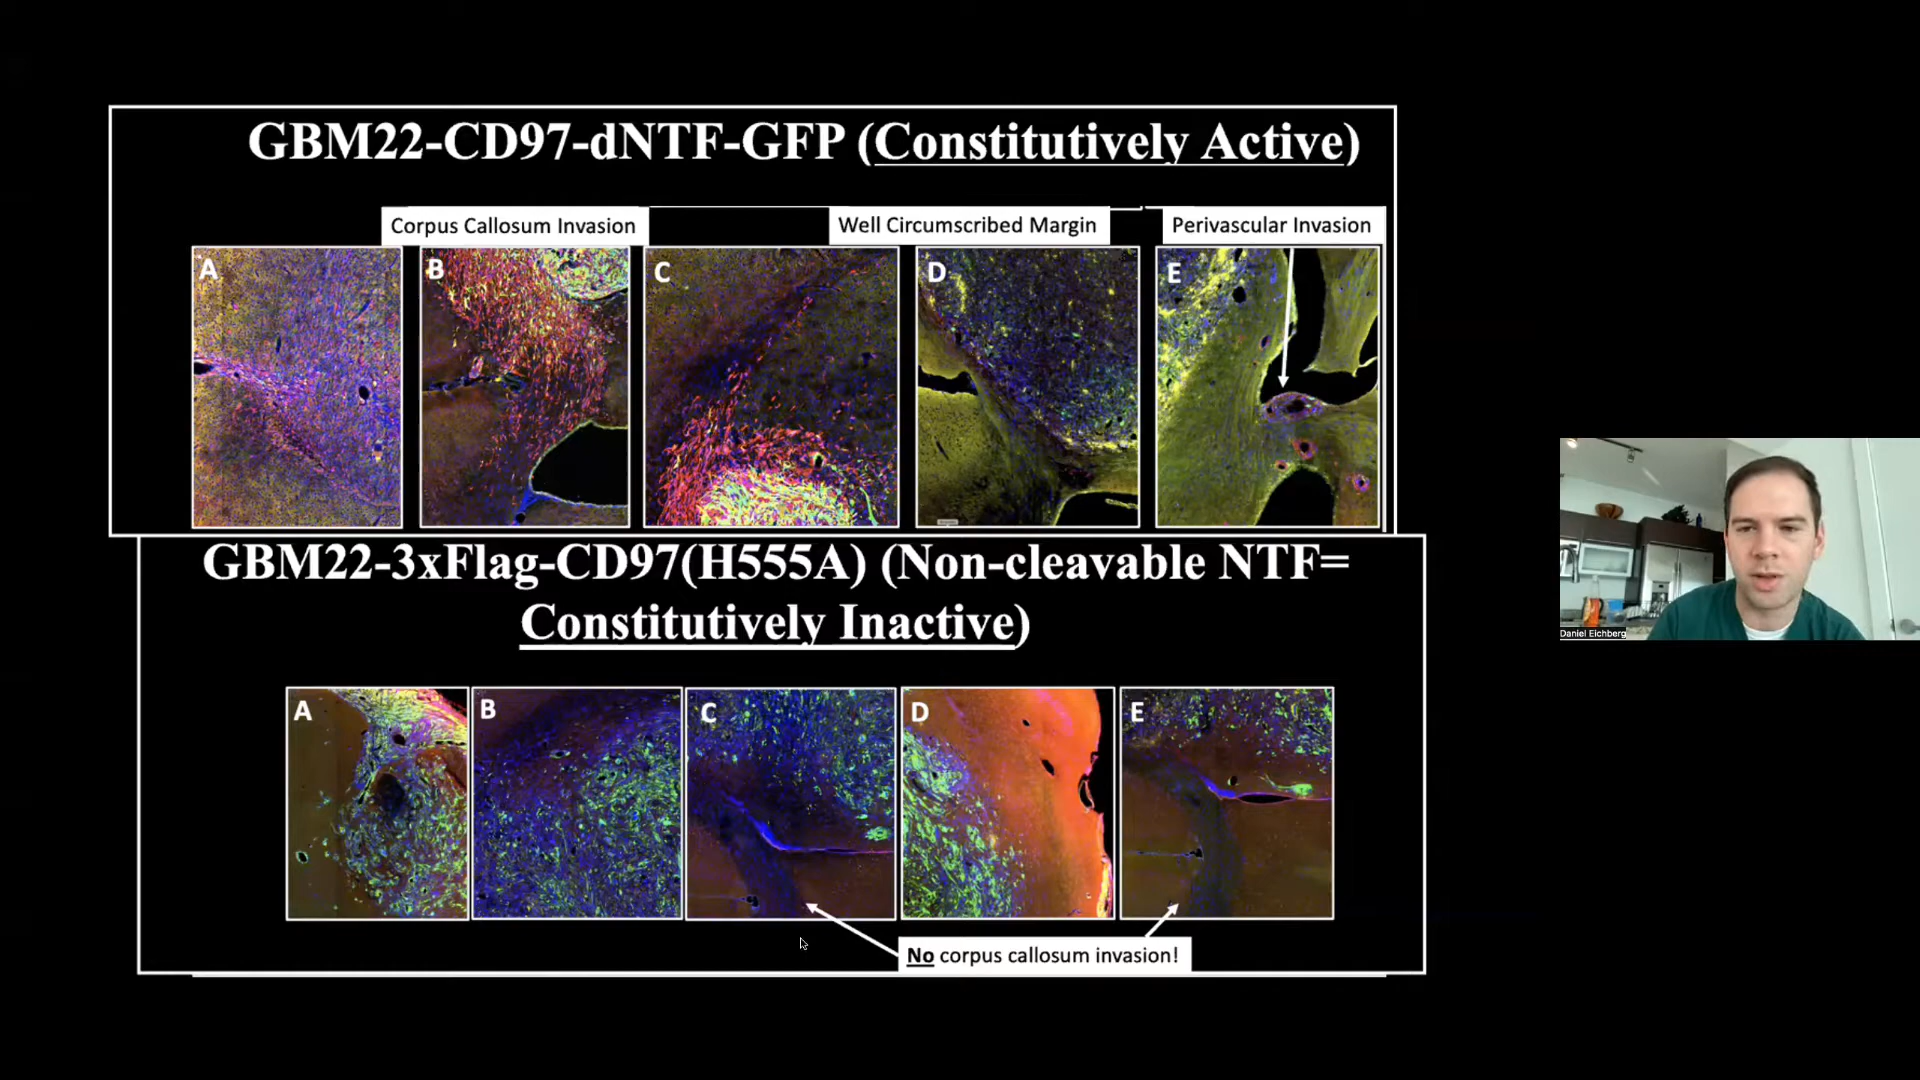 GBM22-CD97-dNTF-GFP (Constitutively Active)
Corpus Callosum Invasion
Well Circumscribed Margin
Perivascular Invasion
A
B
C
D
E
GBM22-3xFlag-CD97(H555A) (Non-cleavable NTF=
Constitutively Inactive)
A
B
C
D
E
No corpus callosum invasion!
Daniel Eichberg